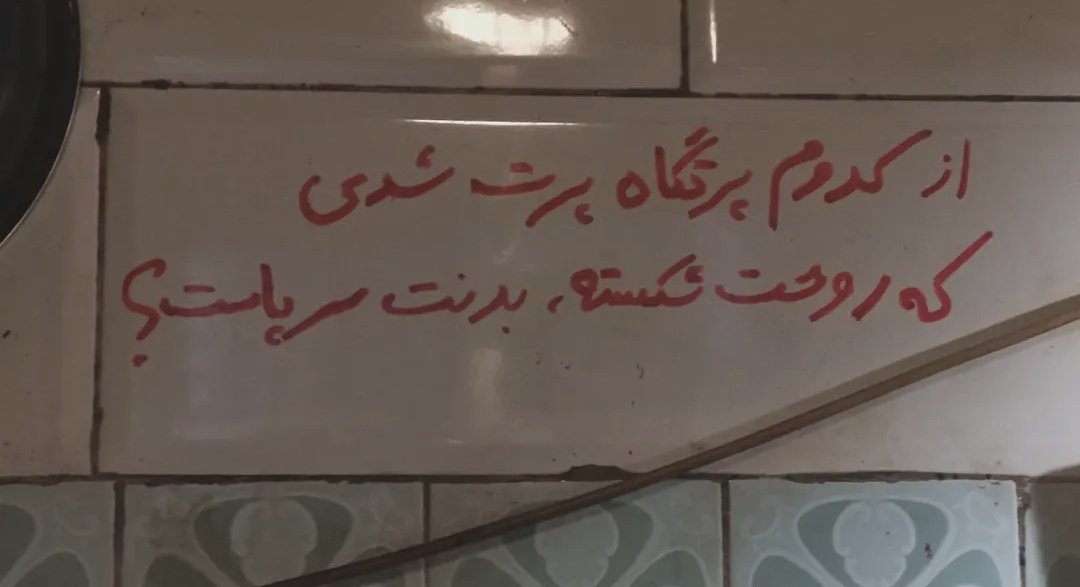 از کدوم پرتگاه پرت شدی
که روحت شکسته، بدنت سرپاست؟